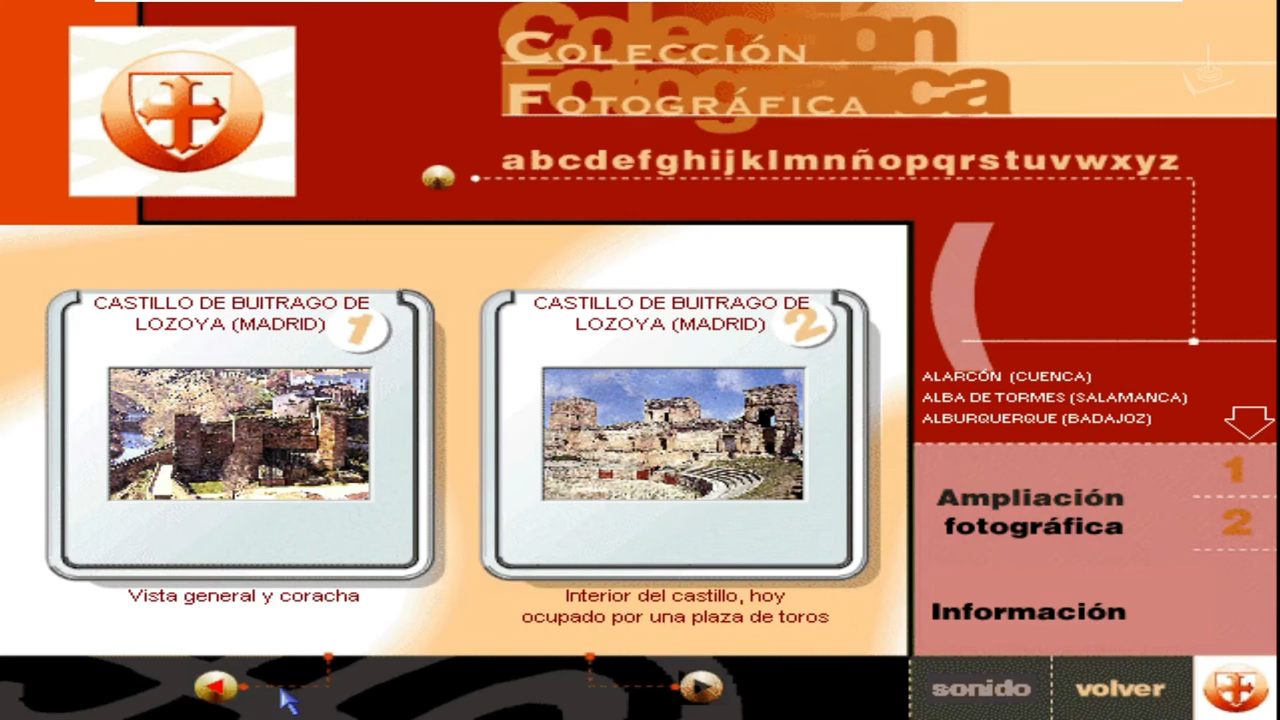 Colección
COLECCIÓN
Fotográfica
FOTOGRÁFICA
abcdefghijklmnñopqrstuvwxyz
CASTILLO DE BUITRAGO DE
LOZOYA (MADRID)
1
Vista general y coracha
CASTILLO DE BUITRAGO DE
LOZOYA (MADRID)
2
Interior del castillo, hoy
ocupado por una plaza de toros
ALARCÓN (CUENCA)
ALBA DE TORMES (SALAMANCA)
ALBURQUERQUE (BADAJOZ)
Ampliación
fotográfica
1
2
Información
sonido
volver